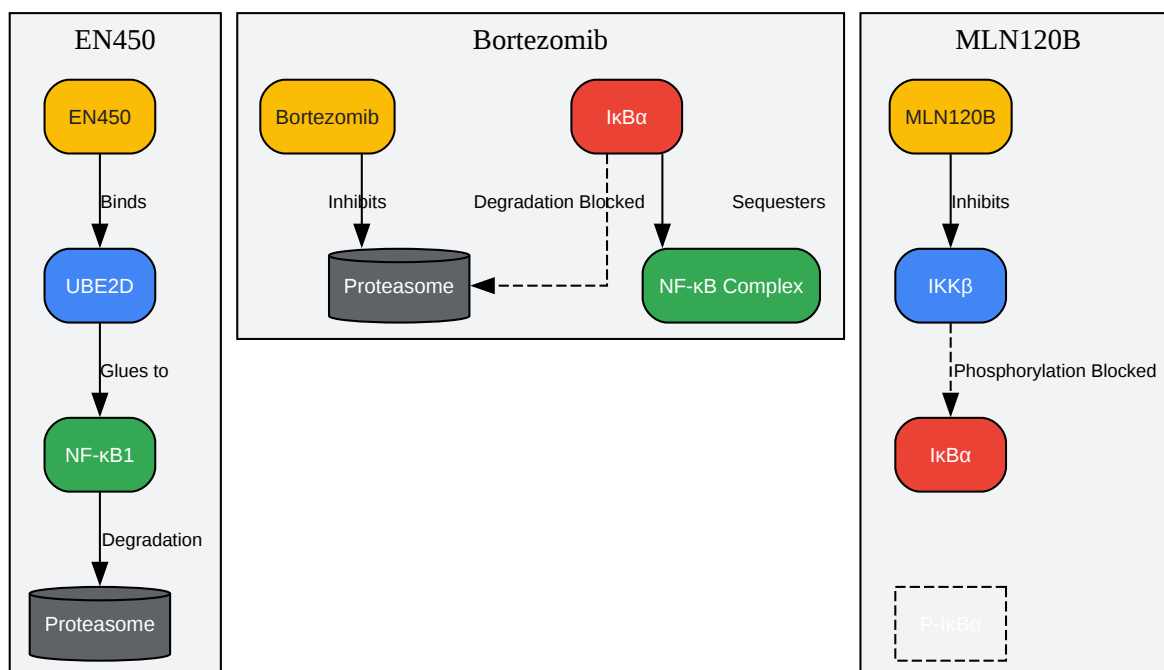 EN450
EN450
Binds
UBE2D
Glues to
NF-κB1
Degradation
Proteasome
Bortezomib
Bortezomib
IκBα
Inhibits
Degradation Blocked
Sequesters
Proteasome
NF-κB Complex
MLN120B
MLN120B
Inhibits
IKKβ
Phosphorylation Blocked
IκBα
P-IκBα